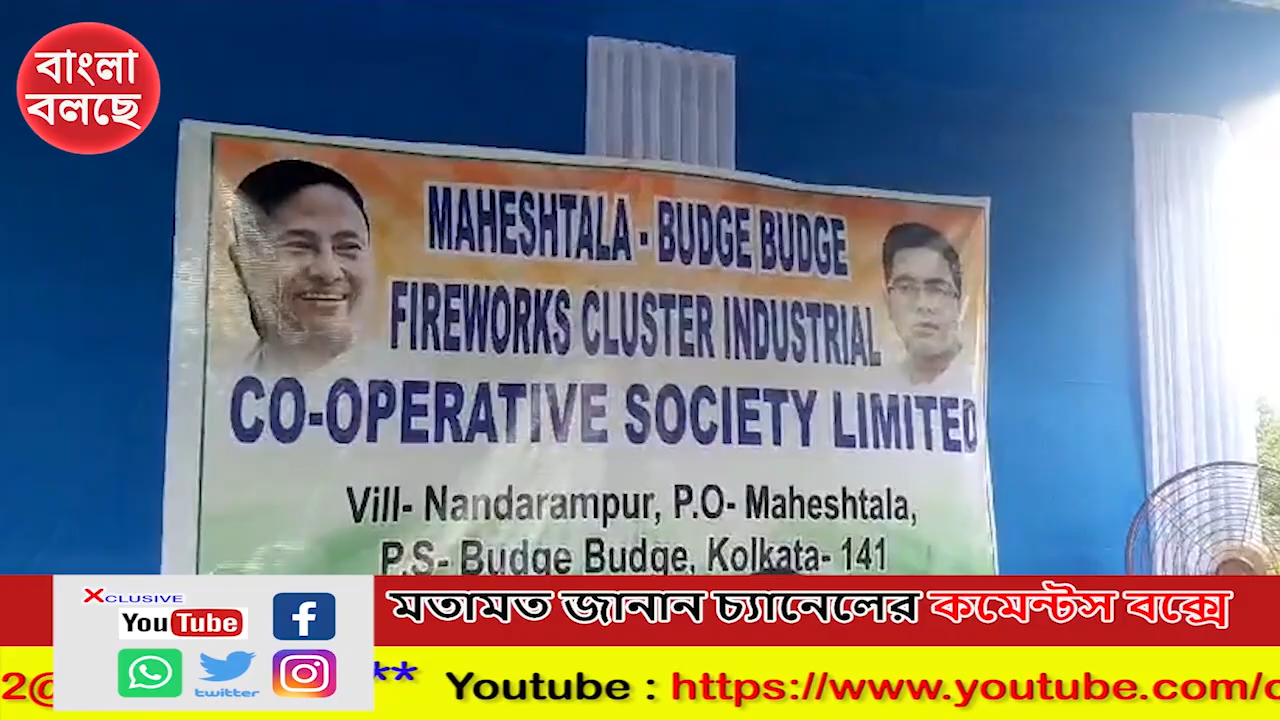 বাংলা
বলছে
MAHESHTALA - BUDGE BUDGE
FIREWORKS CLUSTER INDUSTRIAL
CO-OPERATIVE SOCIETY LIMITED
Vill- Nandarampur, P.O- Maheshtala,
P.S- Budge Budge, Kolkata- 141
XCLUSIVE
YouTube
twitter
মতামত জানান চ্যানেলের কমেন্টস বক্সে
2@ ** Youtube : https://www.youtube.com/c